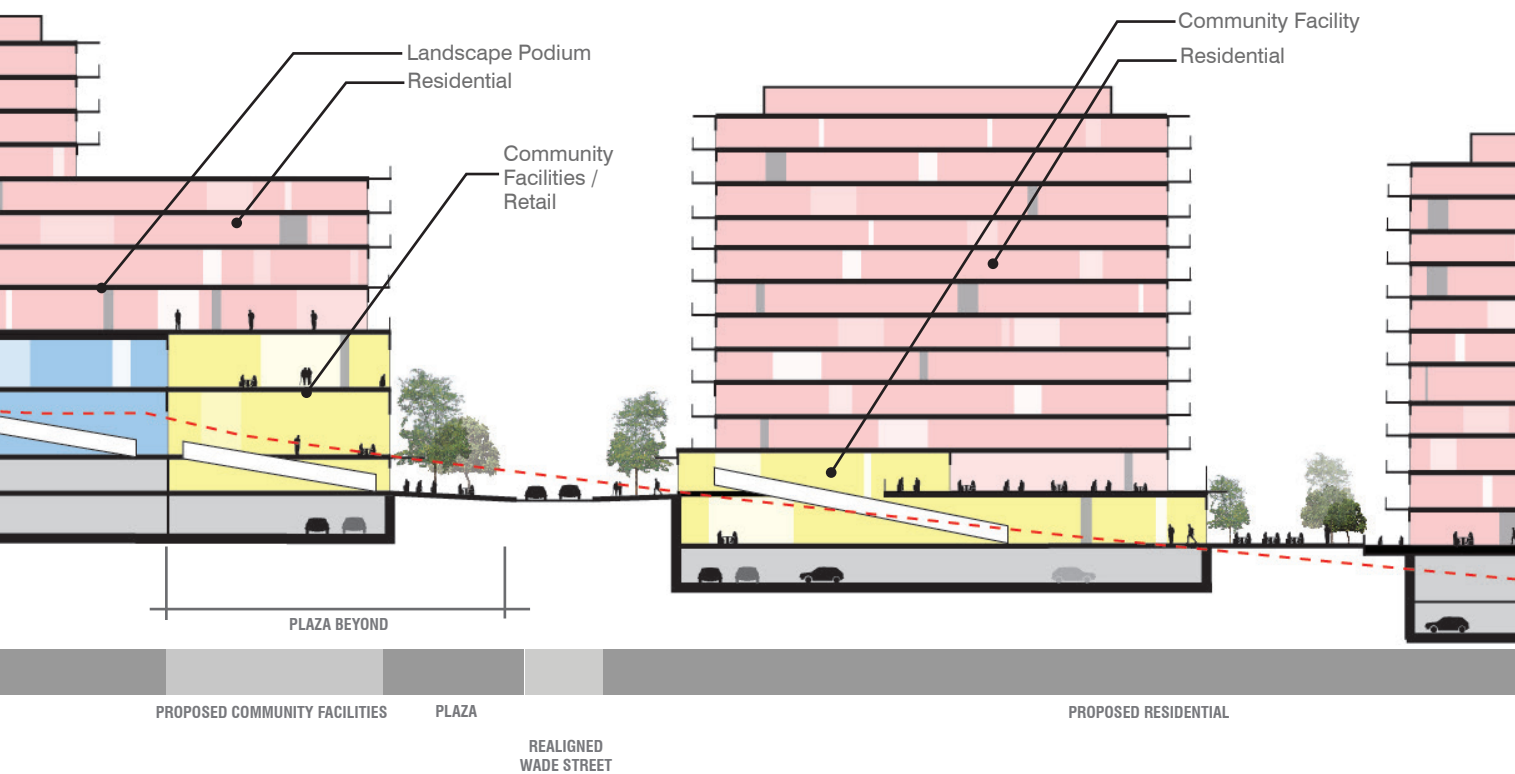 Landscape Podium
Residential
Community
Facilities /
Retail
Community Facility
Residential
PLAZA BEYOND
PROPOSED COMMUNITY FACILITIES
PLAZA
REALIGNED
WADE STREET
PROPOSED RESIDENTIAL